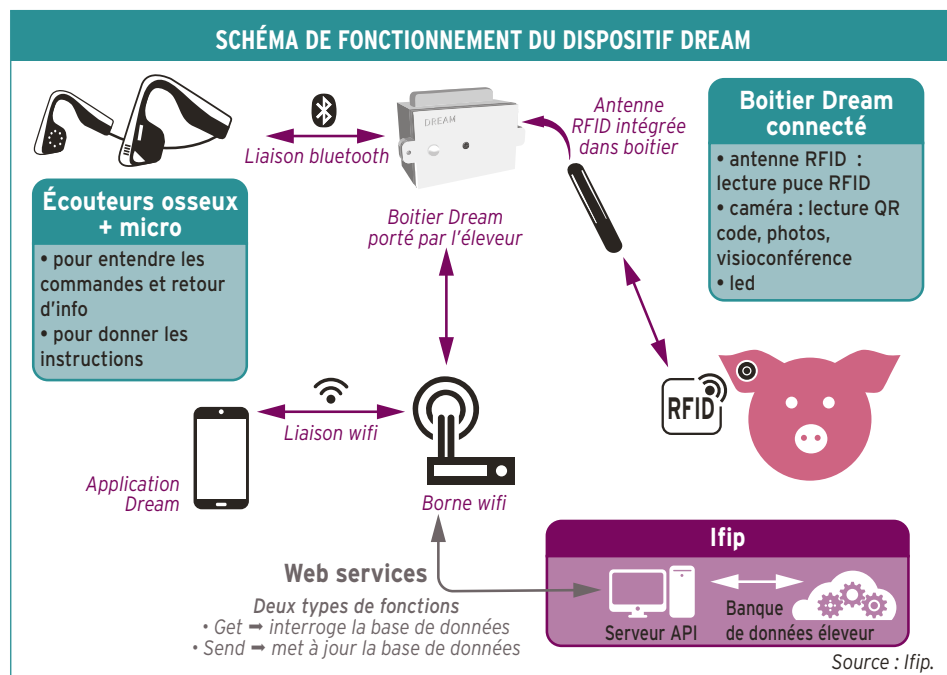 SCHÉMA DE FONCTIONNEMENT DU DISPOSITIF DREAM
Liaison bluetooth
DREAM
Antenne
RFID intégrée
dans boitier
Boitier Dream
connecté
• antenne RFID :
lecture puce RFID
• caméra : lecture QR
code, photos,
visioconférence
• led
Écouteurs osseux
+ micro
• pour entendre les
commandes et retour
d’info
• pour donner les
instructions
Boitier Dream
porté par l’éleveur
RFID
Liaison wifi
Application
Dream
Borne wifi
Web services
Deux types de fonctions
• Get ➡ interroge la base de données
• Send ➡ met à jour la base de données
Ifip
Serveur API
Banque
de données éleveur
Source : Ifip.